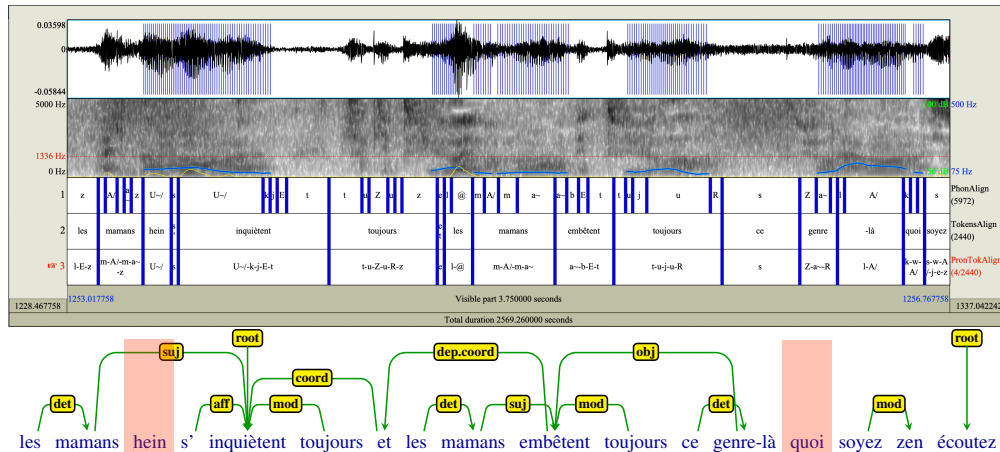 0.03598
0
-0.05844
5000 Hz 500 Hz
1336 Hz
0 Hz 75 Hz
1 z A/ z U~/ s U~/ k j E t t u Z u z e l @ m A/ m a~ a~ b E t t u j u R s Z a~ l A/ k s PhonAlign (5972)
2 les mamans hein s' inquiètent toujours et les mamans embêtent toujours ce genre -là quoi soyez TokensAlign (2440)
3 l-E-z m-A/-m-a~-z U~/ s U~/-k-j-E-t t-u-Z-u-R-z e l-@ m-A/-m-a~ a~-b-E-t t-u-j-u-R s Z-a~-R l-A/ k-w-A/ s-w-A/-j-e-z PronTokAlign (4/2440)
1253.017758 Visible part 3.750000 seconds 1256.767758
1228.467758 1337.042242
Total duration 2569.260000 seconds
root root
suj dep.coord obj
coord
det aff mod det suj mod det mod
les mamans hein s' inquiètent toujours et les mamans embêtent toujours ce genre-là quoi soyez zen écoutez